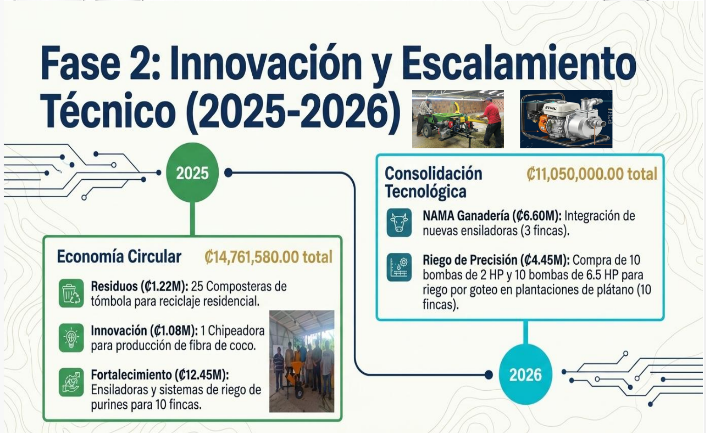 Fase 2: Innovación y Escalamiento
Técnico (2025-2026)
2025
Economía Circular ₡14,761,580.00 total
Residuos (₡1.22M): 25 Composteras de
tómbola para reciclaje residencial.
Innovación (₡1.08M): 1 Chipeadora
para producción de fibra de coco.
Fortalecimiento (₡12.45M):
Ensiladoras y sistemas de riego de
purines para 10 fincas.
Consolidación ₡11,050,000.00 total
Tecnológica
NAMA Ganadería (₡6.60M): Integración de
nuevas ensiladoras (3 fincas).
Riego de Precisión (₡4.45M): Compra de 10
bombas de 2 HP y 10 bombas de 6.5 HP para
riego por goteo en plantaciones de plátano (10
fincas).
2026